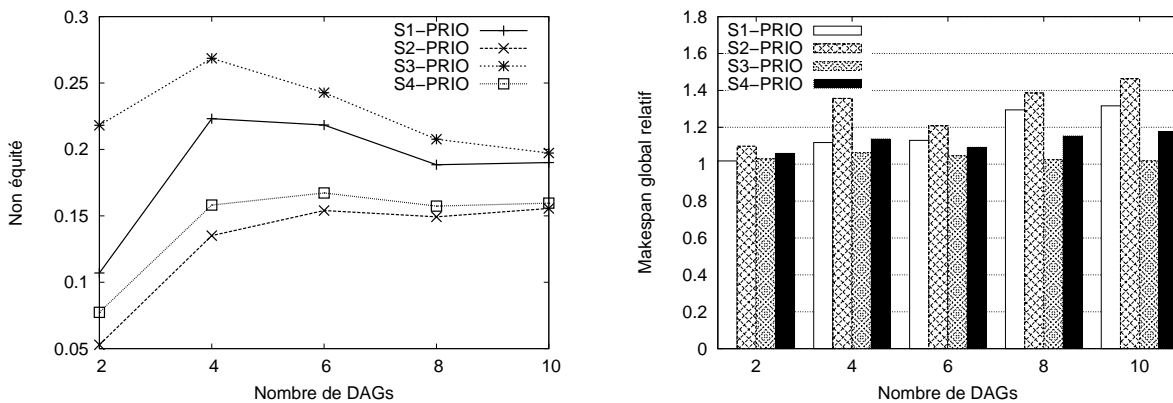 0.3
0.25
0.2
0.15
0.1
0.05
Non équité
2 4 6 8 10
Nombre de DAGs
S1−PRIO
S2−PRIO
S3−PRIO
S4−PRIO
1.8
1.6
1.4
1.2
1
0.8
0.6
0.4
0.2
0
Makespan global relatif
2 4 6 8 10
Nombre de DAGs
S1−PRIO
S2−PRIO
S3−PRIO
S4−PRIO